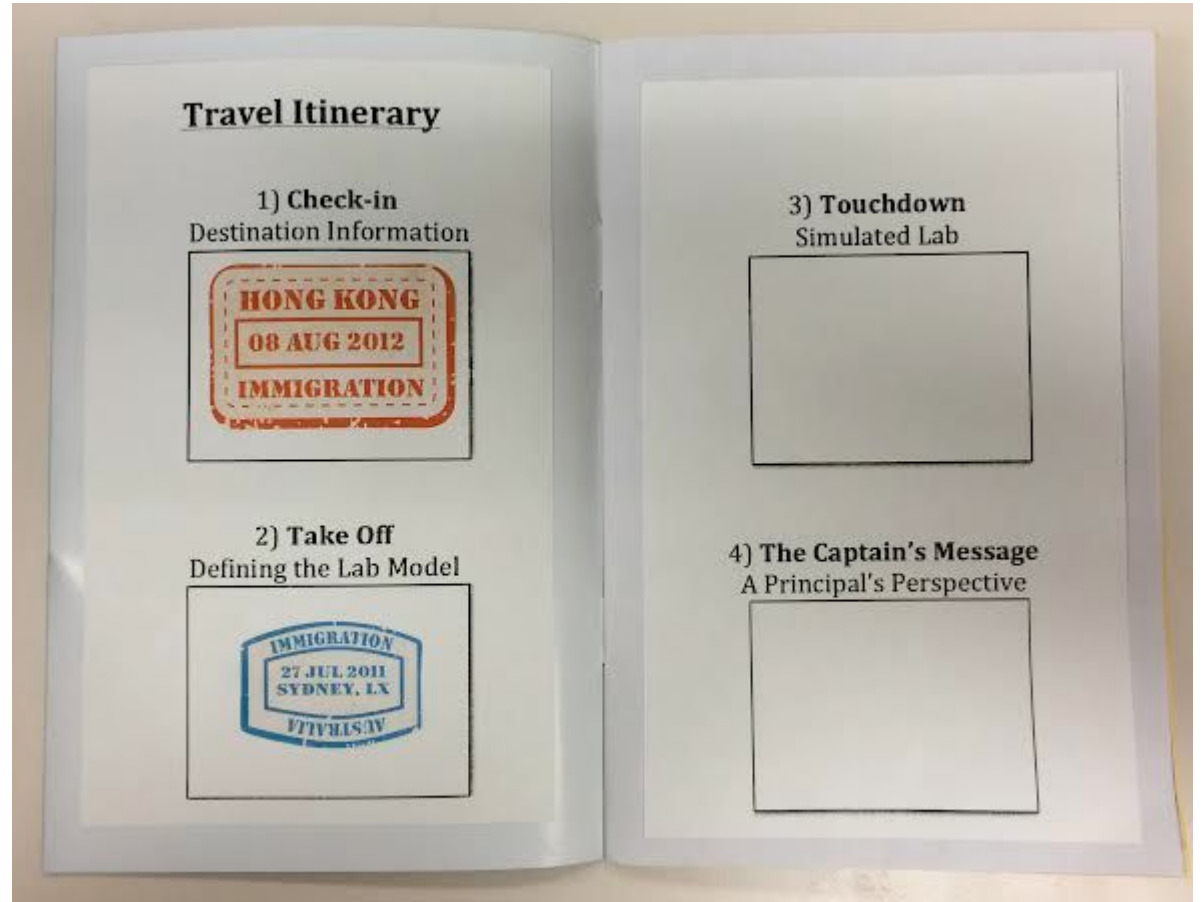 Travel Itinerary
1) Check-in
Destination Information
HONG KONG
08 AUG 2012
IMMIGRATION
2) Take Off
Defining the Lab Model
IMMIGRATION
27 JUL 2011
SYDNEY, LX
AUSTRALIA
3) Touchdown
Simulated Lab
4) The Captain's Message
A Principal's Perspective